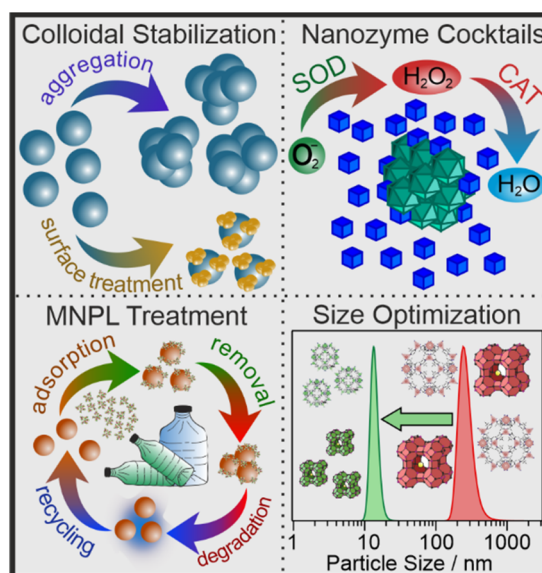 Colloidal Stabilization
aggregation
surface treatment
Nanozyme Cocktails
SOD
H₂O₂
CAT
O₂⁻
H₂O
MNPL Treatment
adsorption
removal
recycling
degradation
Size Optimization
1 10 100 1000
Particle Size / nm